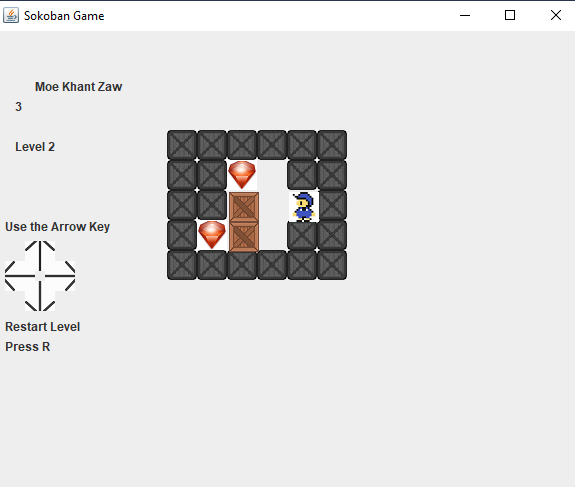 Sokoban Game
Moe Khant Zaw
3
Level 2
Use the Arrow Key
Restart Level
Press R